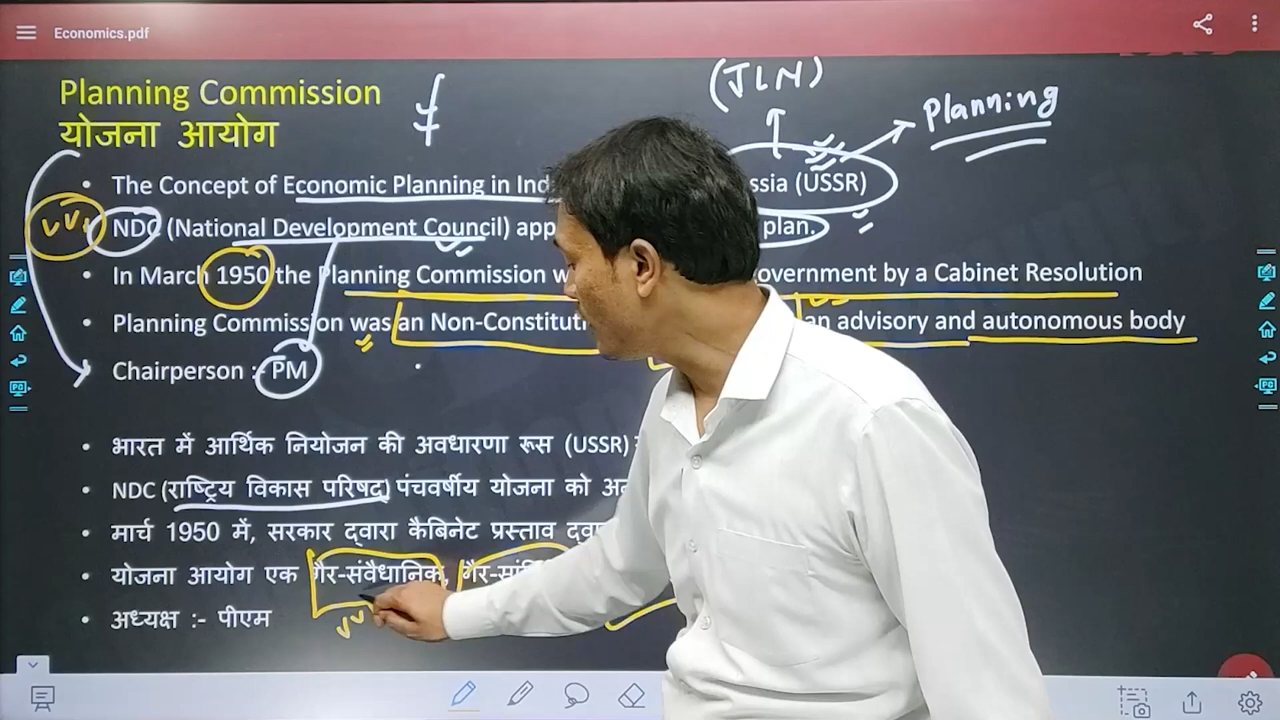 Economics.pdf
Planning Commission
योजना आयोग
(JLN)
Planning
• The Concept of Economic Planning in Ind ssia (USSR)
• NDC (National Development Council) app plan.
• In March 1950 the Planning Commission w overnment by a Cabinet Resolution
• Planning Commission was an Non-Constituti an advisory and autonomous body
• Chairperson :- PM
• भारत में आर्थिक नियोजन की अवधारणा रूस (USSR)
• NDC (राष्ट्रिय विकास परिषद) पंचवर्षीय योजना को
• मार्च 1950 में, सरकार द्वारा कैबिनेट प्रस्ताव
• योजना आयोग एक गैर-संवैधानिक,
• अध्यक्ष :- पीएम